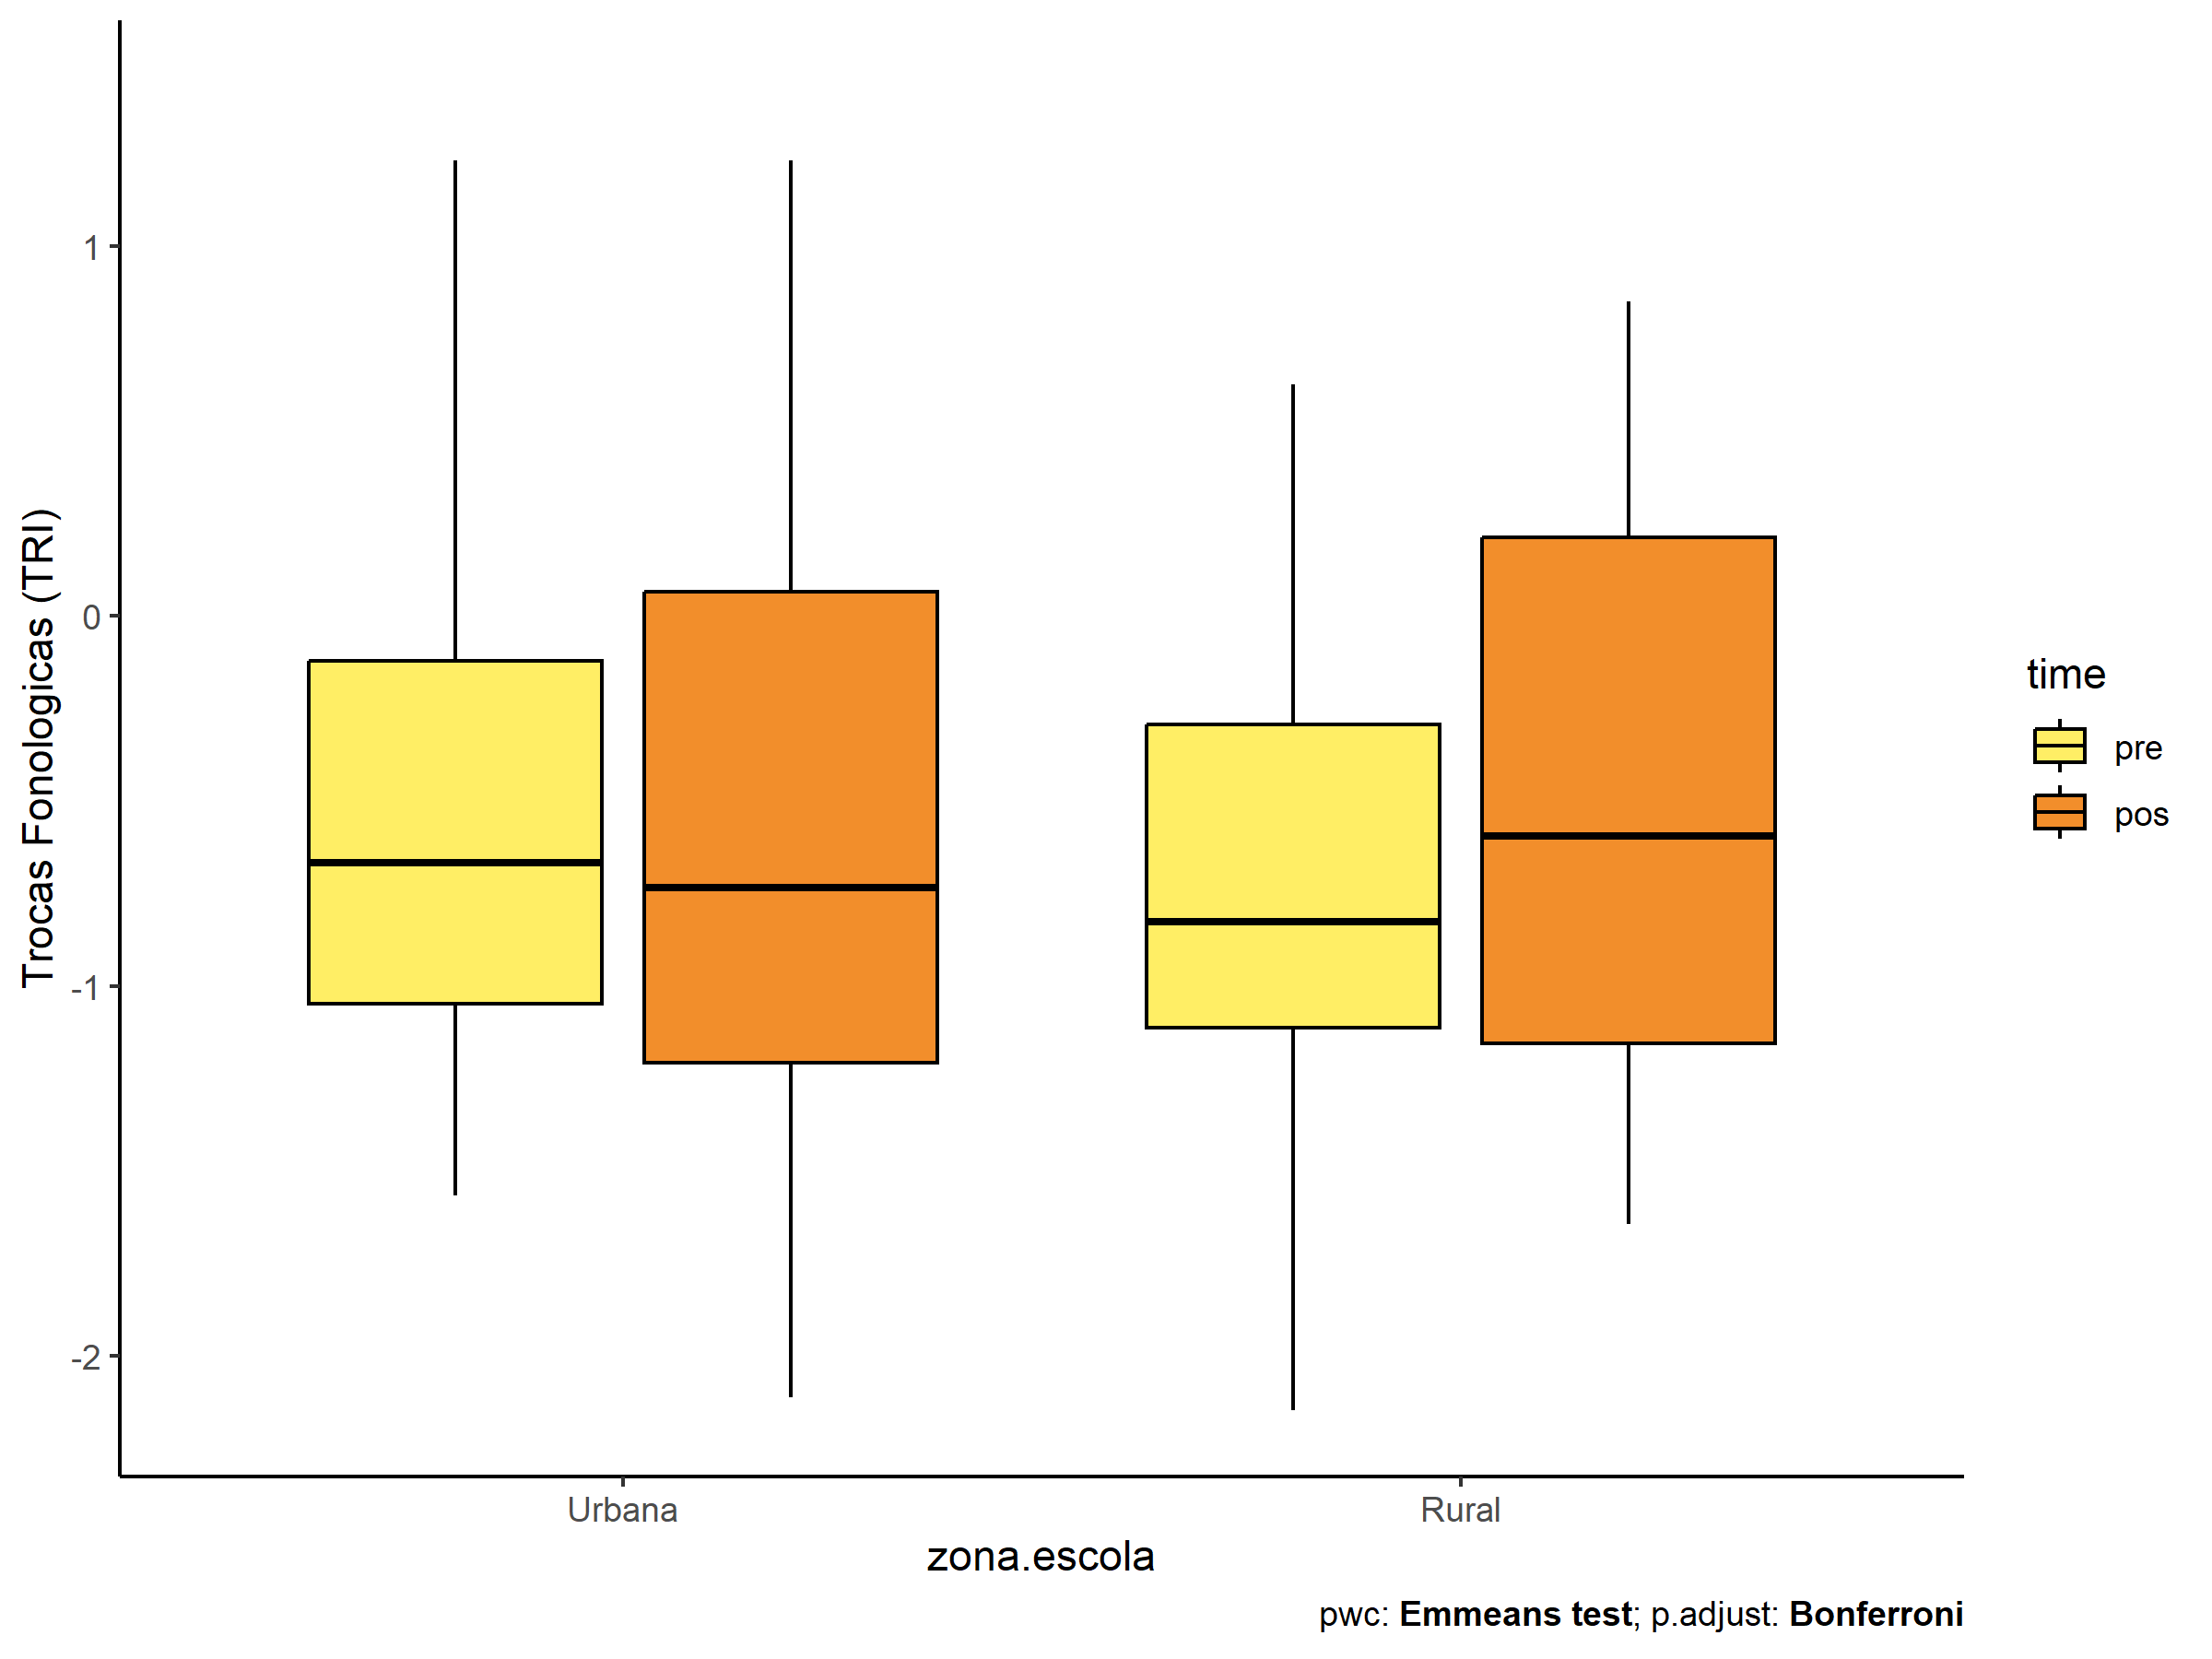 Trocas Fonologicas (TRI)
1
0
-1
-2
Urbana
Rural
zona.escola
time
pre
pos
pwc: Emmeans test; p.adjust: Bonferroni